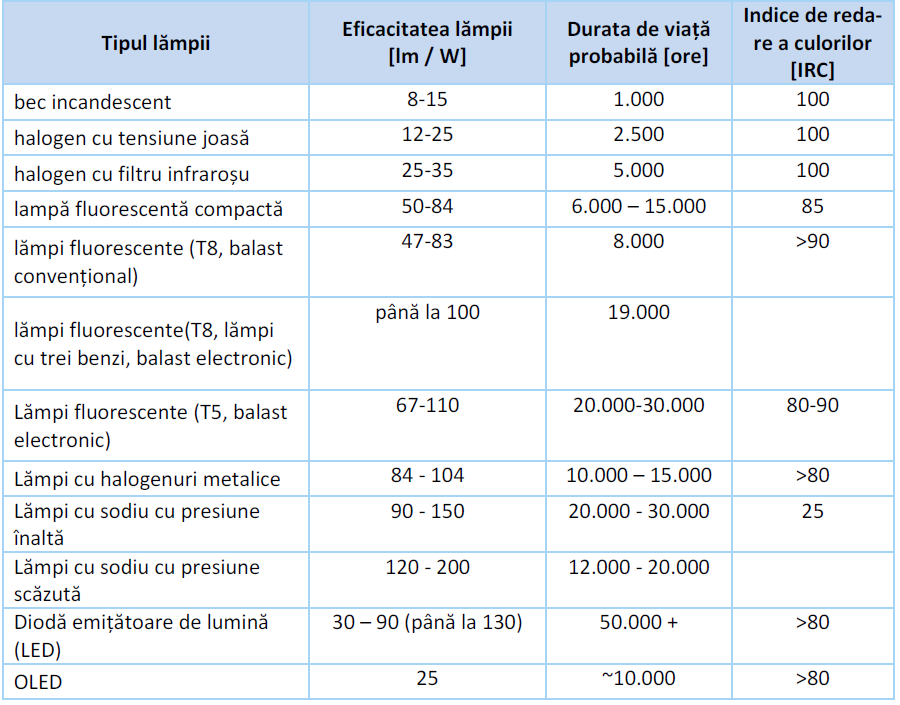 Tipul lămpii
Eficacitatea lămpii
[lm / W]
Durata de viață
probabilă [ore]
Indice de reda-
re a culorilor
[IRC]
bec incandescent
8-15
1.000
100
halogen cu tensiune joasă
12-25
2.500
100
halogen cu filtru infraroșu
25-35
5.000
100
lampă fluorescentă compactă
50-84
6.000 – 15.000
85
lămpi fluorescente (T8, balast
convențional)
47-83
8.000
>90
lămpi fluorescente(T8, lămpi
cu trei benzi, balast electronic)
până la 100
19.000
Lămpi fluorescente (T5, balast
electronic)
67-110
20.000-30.000
80-90
Lămpi cu halogenuri metalice
84 - 104
10.000 – 15.000
>80
Lămpi cu sodiu cu presiune
înaltă
90 - 150
20.000 - 30.000
25
Lămpi cu sodiu cu presiune
scăzută
120 - 200
12.000 - 20.000
Diodă emițătoare de lumină
(LED)
30 – 90 (până la 130)
50.000 +
>80
OLED
25
~10.000
>80